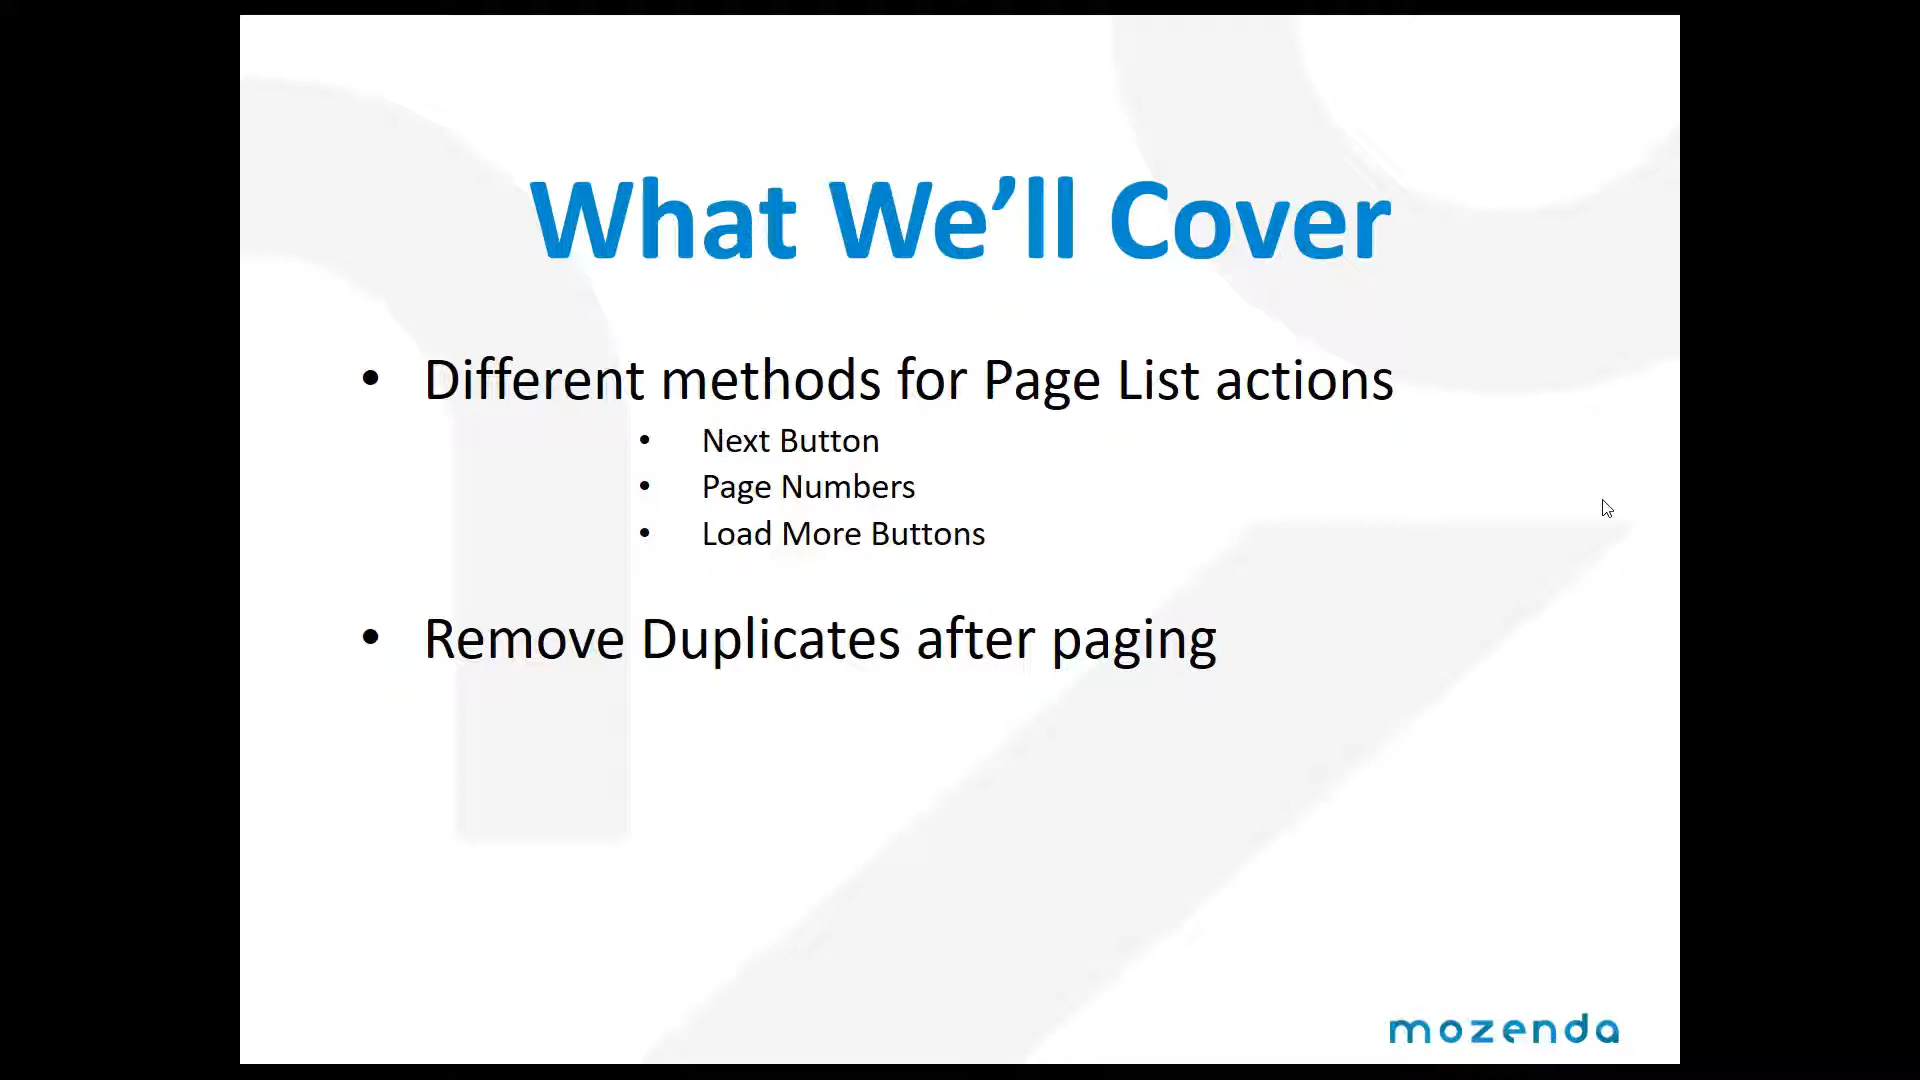 What We’ll Cover
• Different methods for Page List actions
• Next Button
• Page Numbers
• Load More Buttons
• Remove Duplicates after paging
mozenda